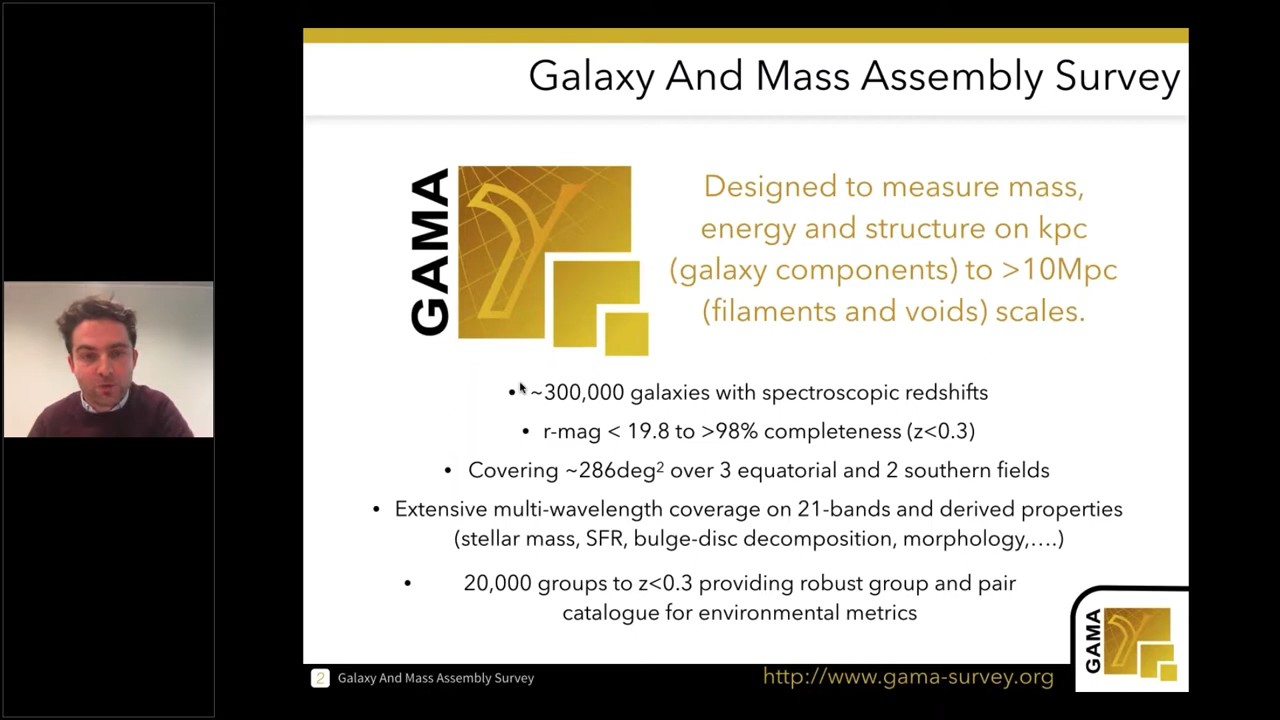 Galaxy And Mass Assembly Survey
GAMA
Designed to measure mass,
energy and structure on kpc
(galaxy components) to >10Mpc
(filaments and voids) scales.
• ~300,000 galaxies with spectroscopic redshifts
• r-mag < 19.8 to >98% completeness (z<0.3)
• Covering ~286deg² over 3 equatorial and 2 southern fields
• Extensive multi-wavelength coverage on 21-bands and derived properties
(stellar mass, SFR, bulge-disc decomposition, morphology,….)
• 20,000 groups to z<0.3 providing robust group and pair
catalogue for environmental metrics
2 Galaxy And Mass Assembly Survey
http://www.gama-survey.org
GAMA